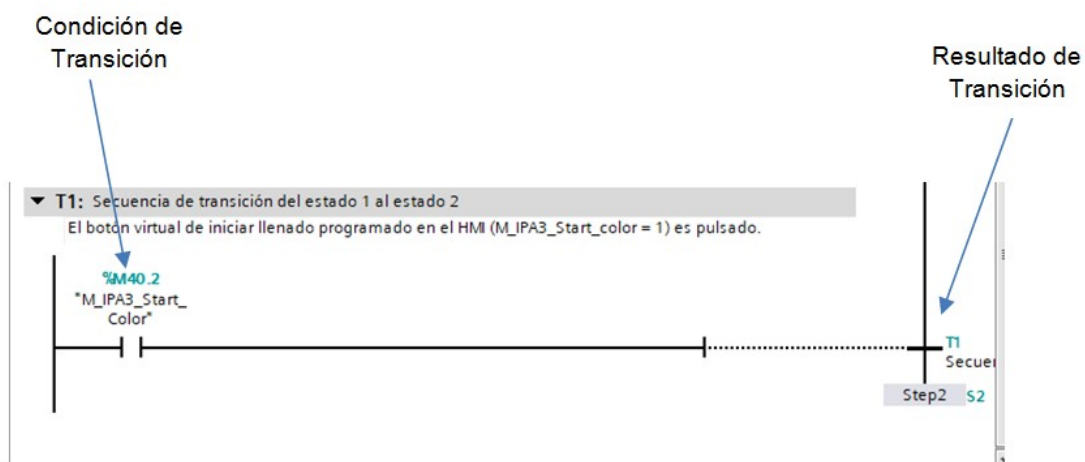 Condición de
Transición
Resultado de
Transición
T1: Secuencia de transición del estado 1 al estado 2
El botón virtual de iniciar llenado programado en el HMI (M_IPA3_Start_color = 1) es pulsado.
%M40.2
"M_IPA3_Start_
Color"
T1
Secue
Step2 S2